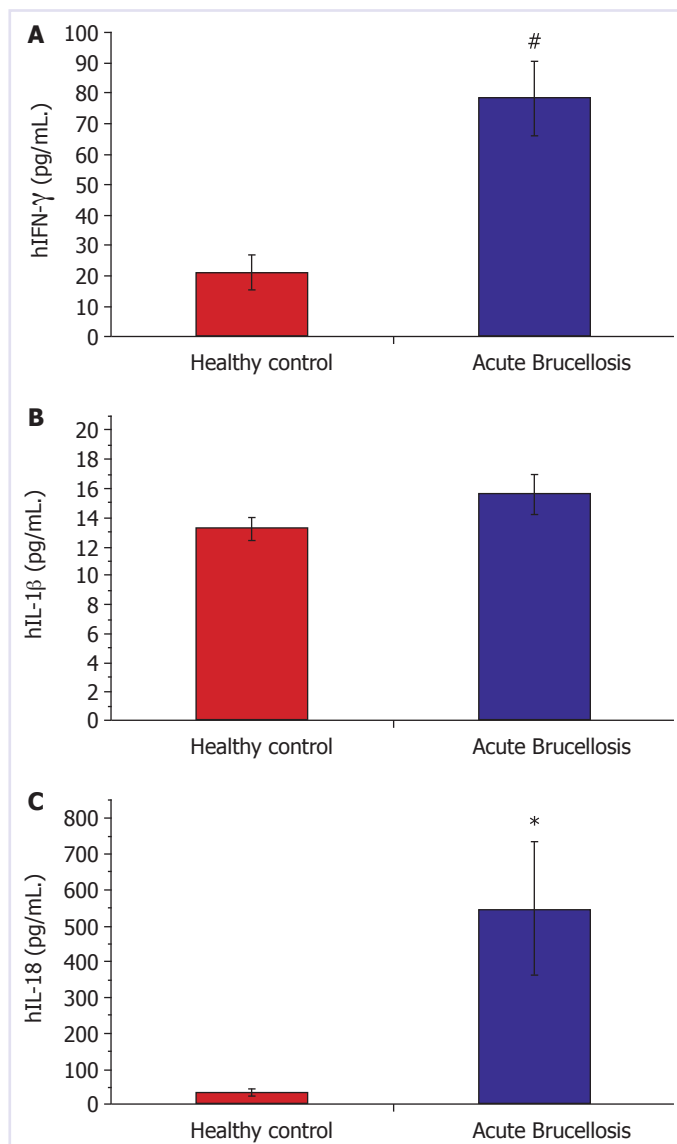 A
100
90
80
70
60
50
40
30
20
10
0
hIFN-γ (pg/mL.)
#
Healthy control
Acute Brucellosis
B
20
18
16
14
12
10
8
6
4
2
0
hIL-1β (pg/mL.)
Healthy control
Acute Brucellosis
C
800
700
600
500
400
300
200
100
0
hIL-18 (pg/mL.)
*
Healthy control
Acute Brucellosis